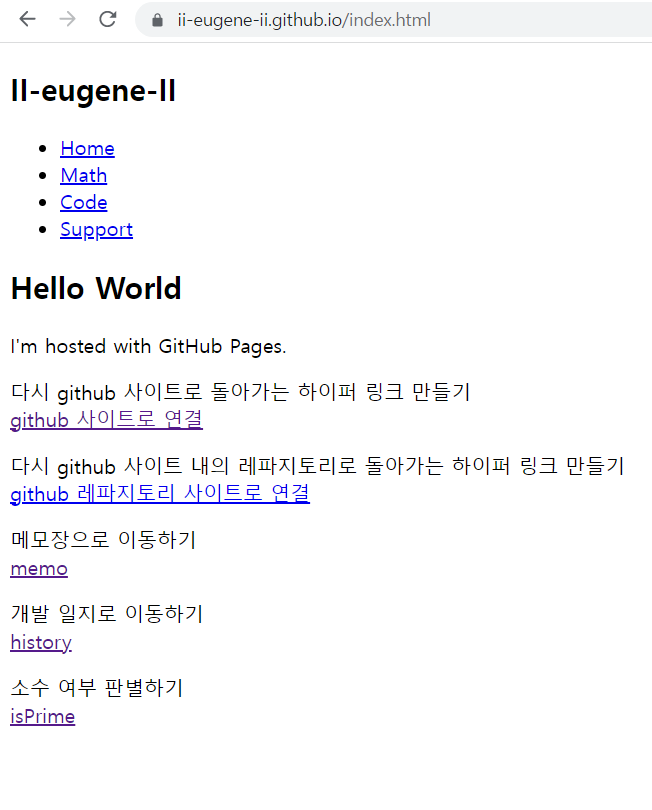 ii-eugene-ii.github.io/index.html
II-eugene-II
Home
Math
Code
Support
Hello World
I'm hosted with GitHub Pages.
다시 github 사이트로 돌아가는 하이퍼 링크 만들기
github 사이트로 연결
다시 github 사이트 내의 레파지토리로 돌아가는 하이퍼 링크 만들기
github 레파지토리 사이트로 연결
메모장으로 이동하기
memo
개발 일지로 이동하기
history
소수 여부 판별하기
isPrime